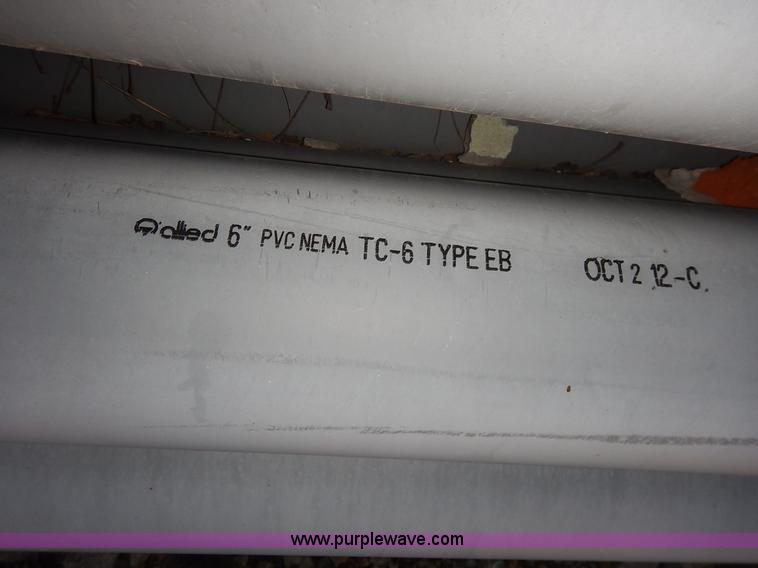 allied 6" PVC NEMA TC-6 TYPE EB OCT 2 12-C.
www.purplewave.com